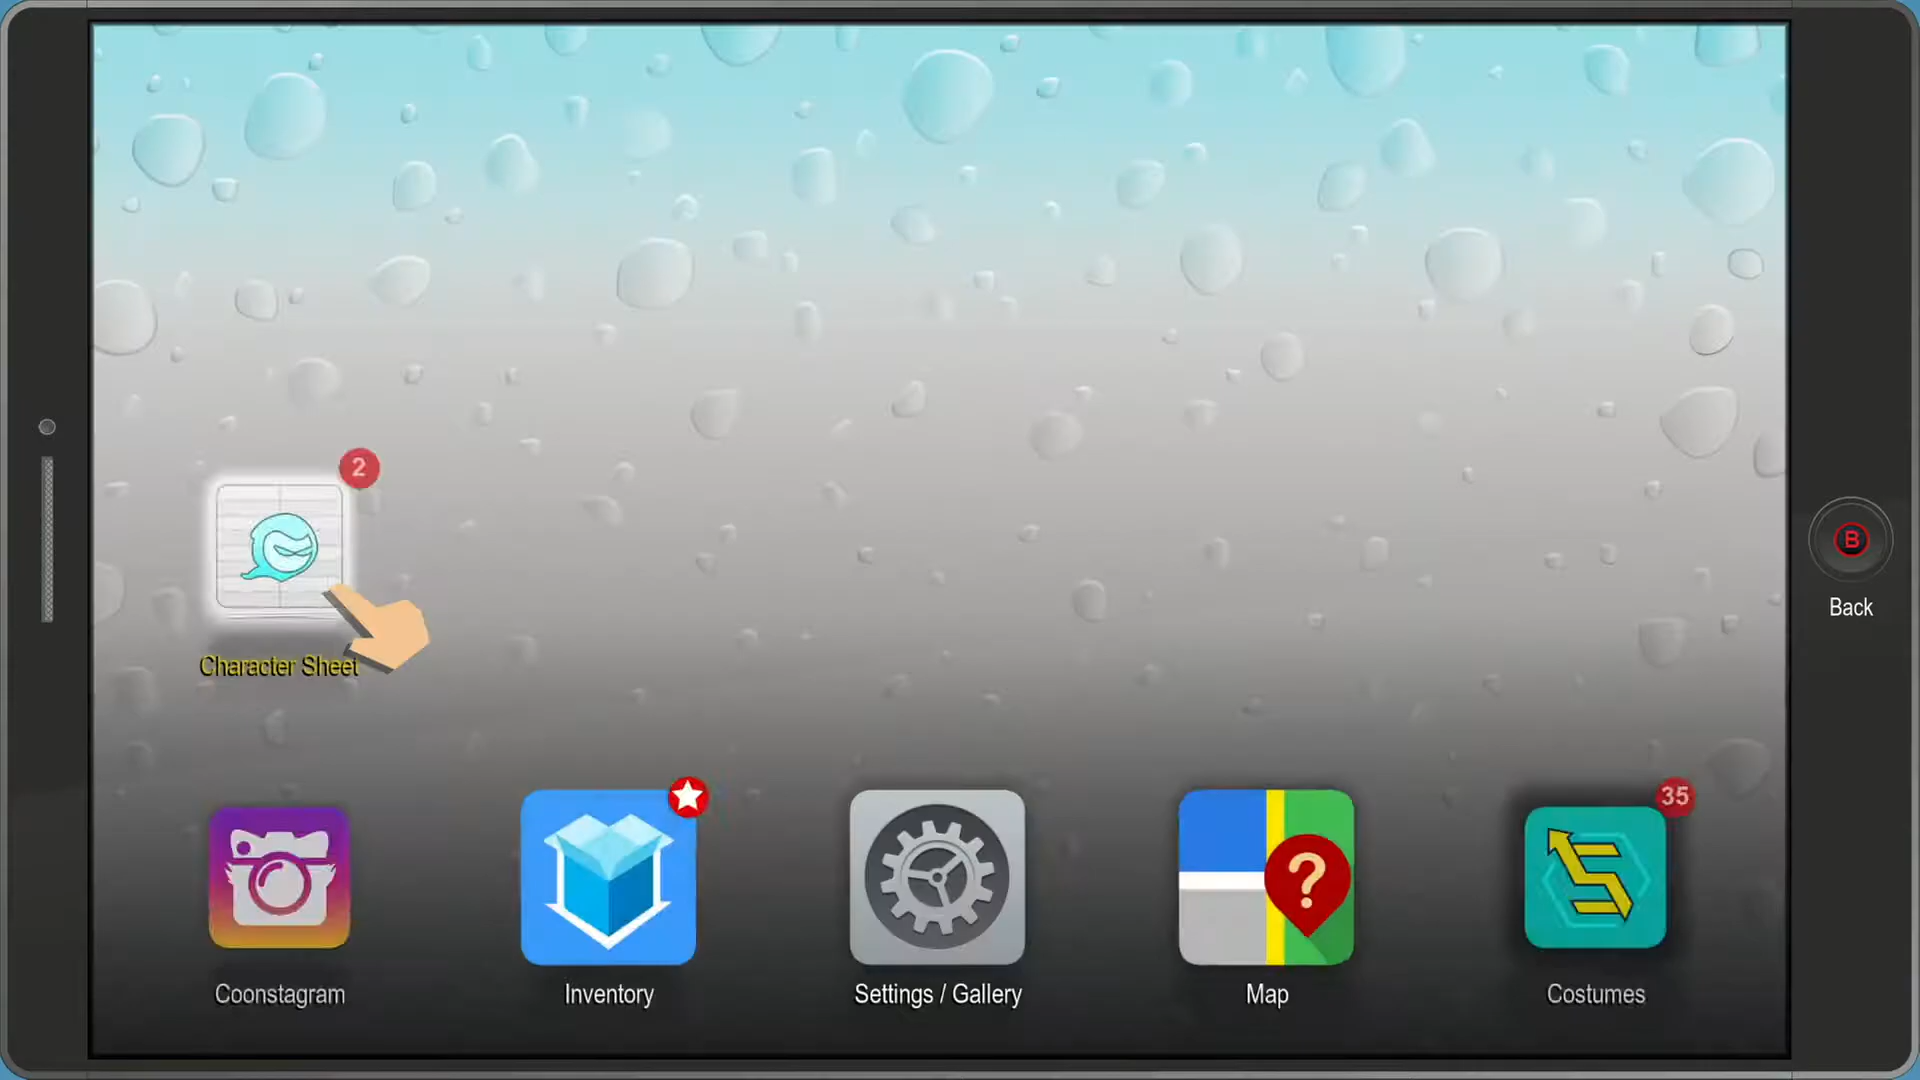 2
Character Sheet
B
Back
35
?
Coonstagram
Inventory
Settings / Gallery
Map
Costumes